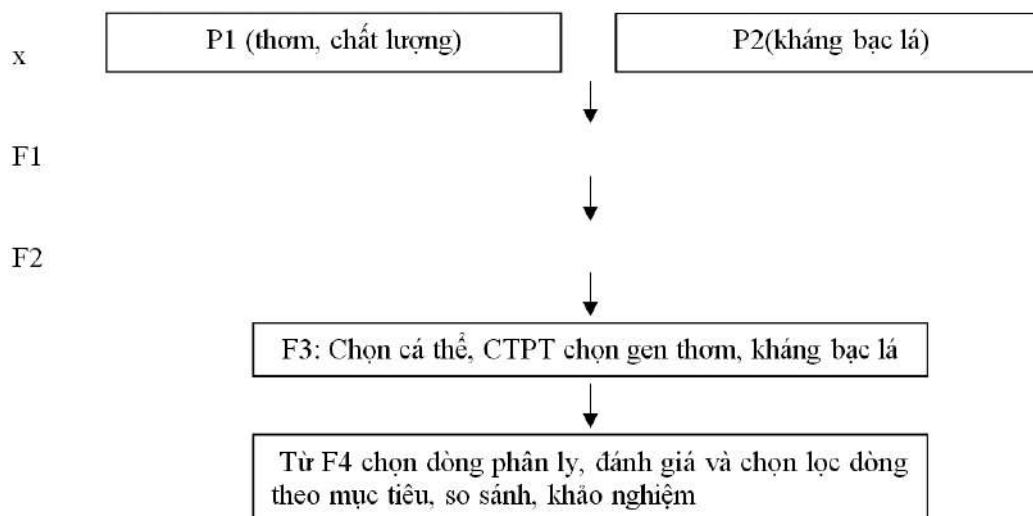 P1 (thơm, chất lượng)
P2(kháng bạc lá)
x
F1
F2
F3: Chọn cá thể, CTPT chọn gen thơm, kháng bạc lá
Từ F4 chọn dòng phân ly, đánh giá và chọn lọc dòng
theo mục tiêu, so sánh, khảo nghiệm